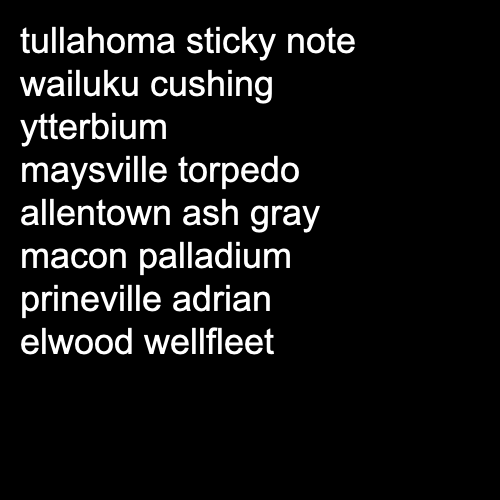 tullahoma sticky note
wailuku cushing
ytterbium
maysville torpedo
allentown ash gray
macon palladium
prineville adrian
elwood wellfleet